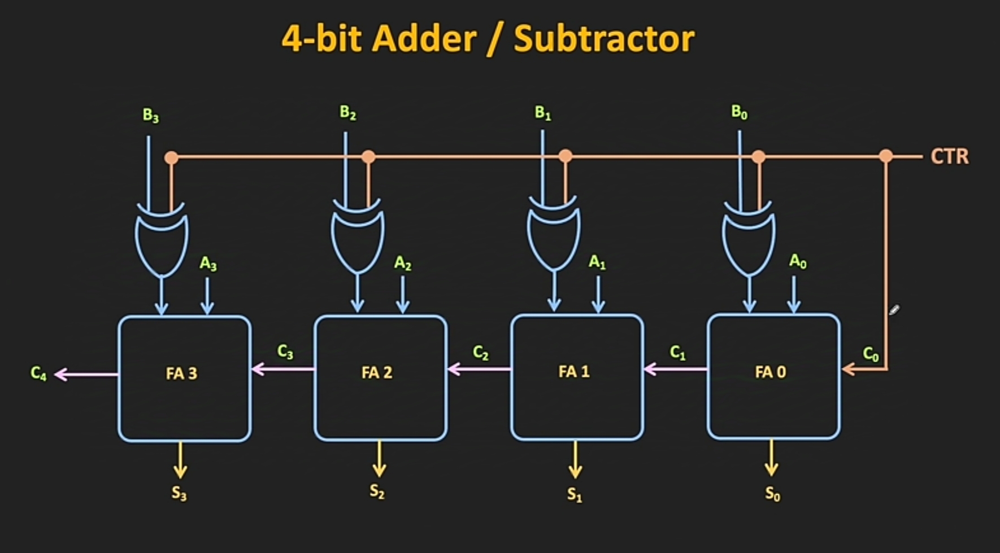 4-bit Adder / Subtractor
B₃ B₂ B₁ B₀
CTR
A₃ A₂ A₁ A₀
C₄ FA 3 C₃ FA 2 C₂ FA 1 C₁ FA 0 C₀
S₃ S₂ S₁ S₀